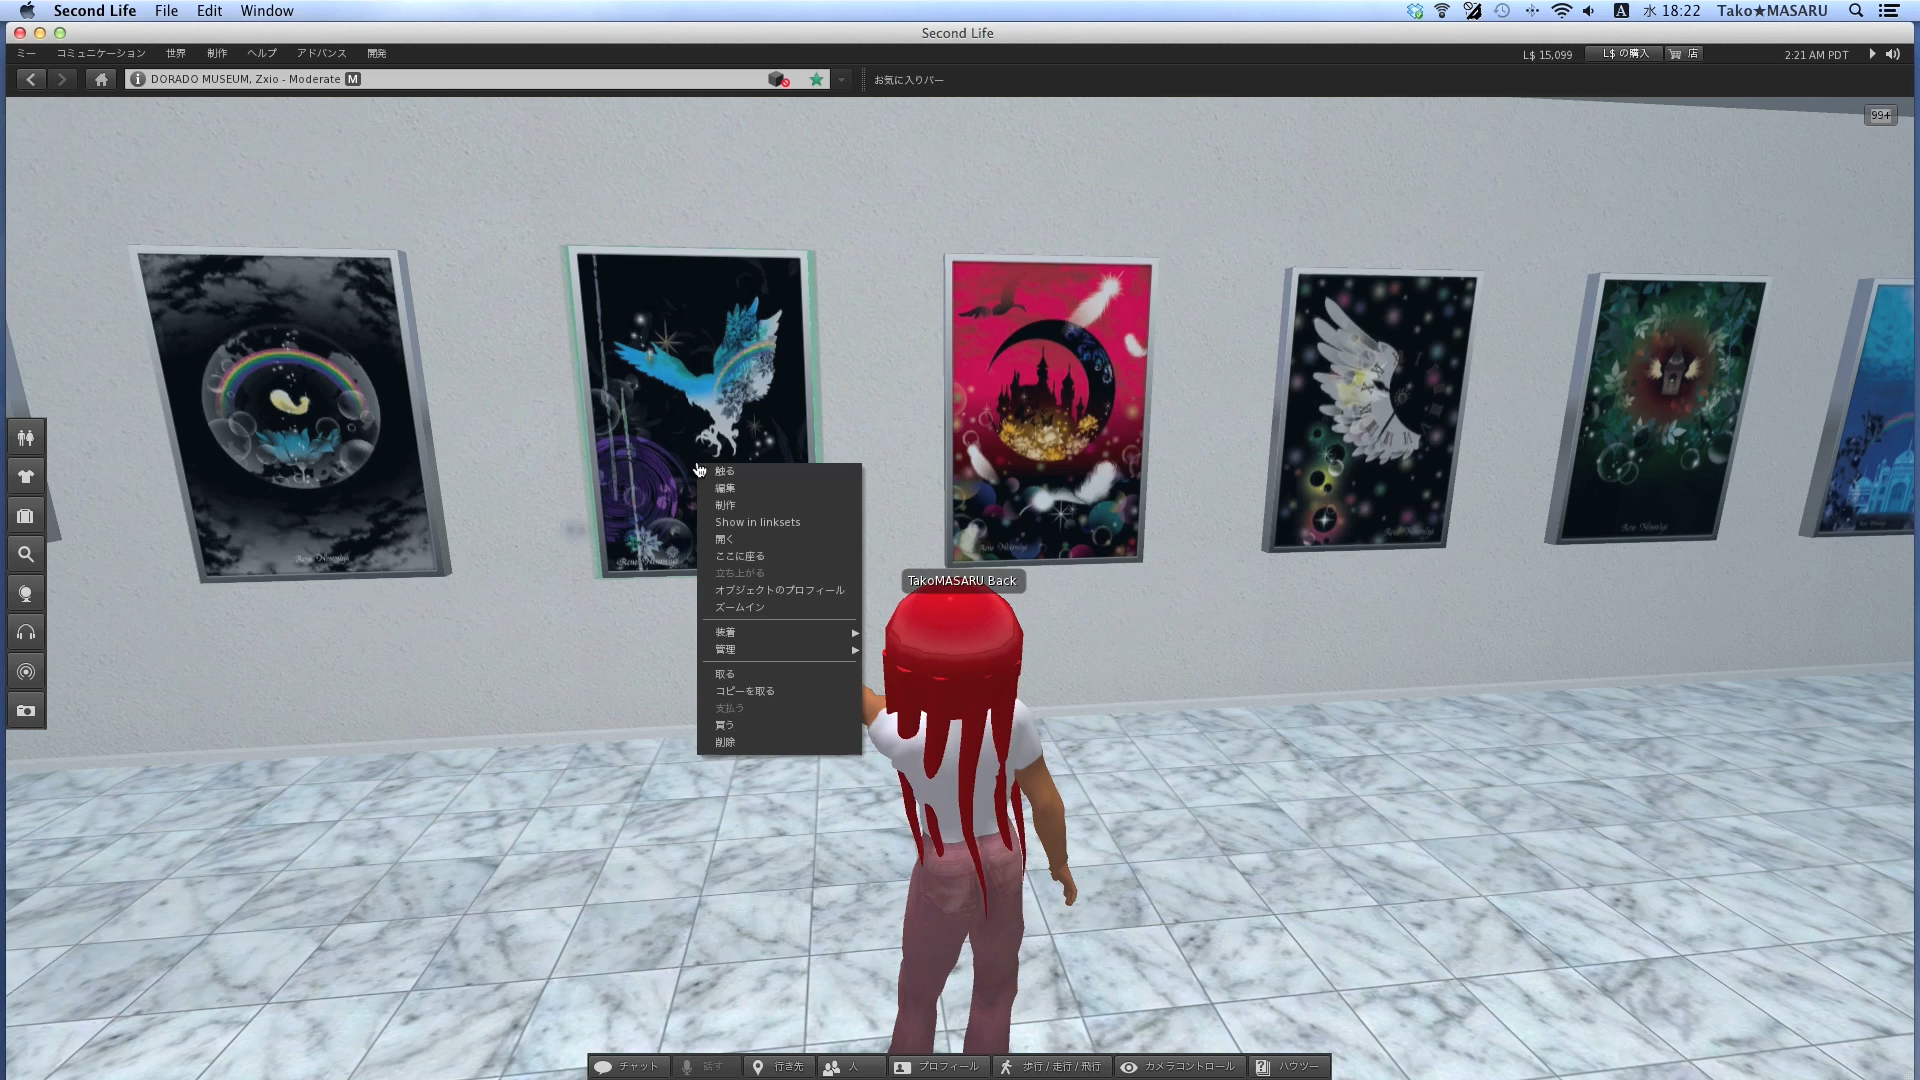 Second Life File Edit Window
A 水 18:22 Tako★MASARU
Second Life
ミー コミュニケーション 世界 制作 ヘルプ アドバンス 開発
L$ 15,099 L$ の購入 店 2:21 AM PDT
DORADO MUSEUM, Zxio - Moderate M
お気に入りバー
99+
触る
編集
制作
Show in linksets
開く
ここに座る
立ち上がる
オブジェクトのプロフィール
ズームイン
装着
管理
取る
コピーを取る
支払う
買う
削除
TakoMASARU Back
チャット 話す 行き先 人 プロフィール 歩行 / 走行 / 飛行 カメラコントロール ハウツー